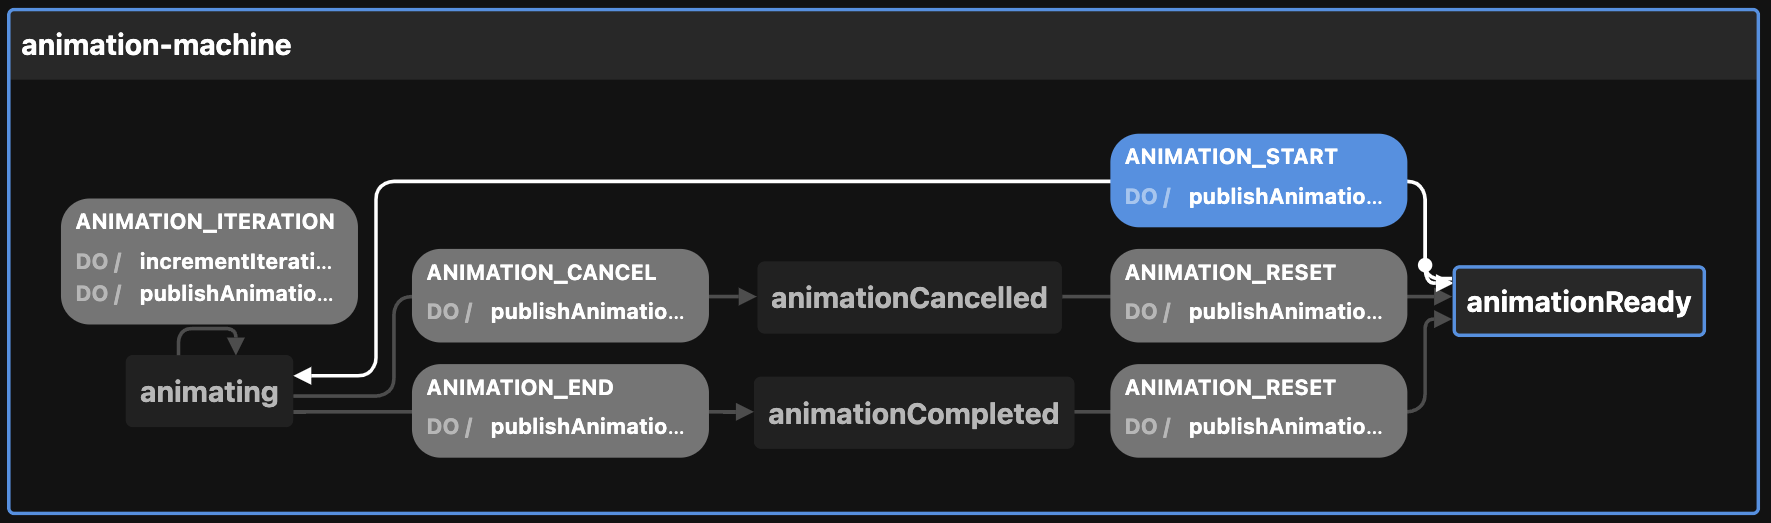 animation-machine
ANIMATION_START
DO / publishAnimatio...
ANIMATION_ITERATION
DO / incrementIterati...
DO / publishAnimatio...
ANIMATION_CANCEL
DO / publishAnimatio...
animationCancelled
ANIMATION_RESET
DO / publishAnimatio...
animationReady
animating
ANIMATION_END
DO / publishAnimatio...
animationCompleted
ANIMATION_RESET
DO / publishAnimatio...